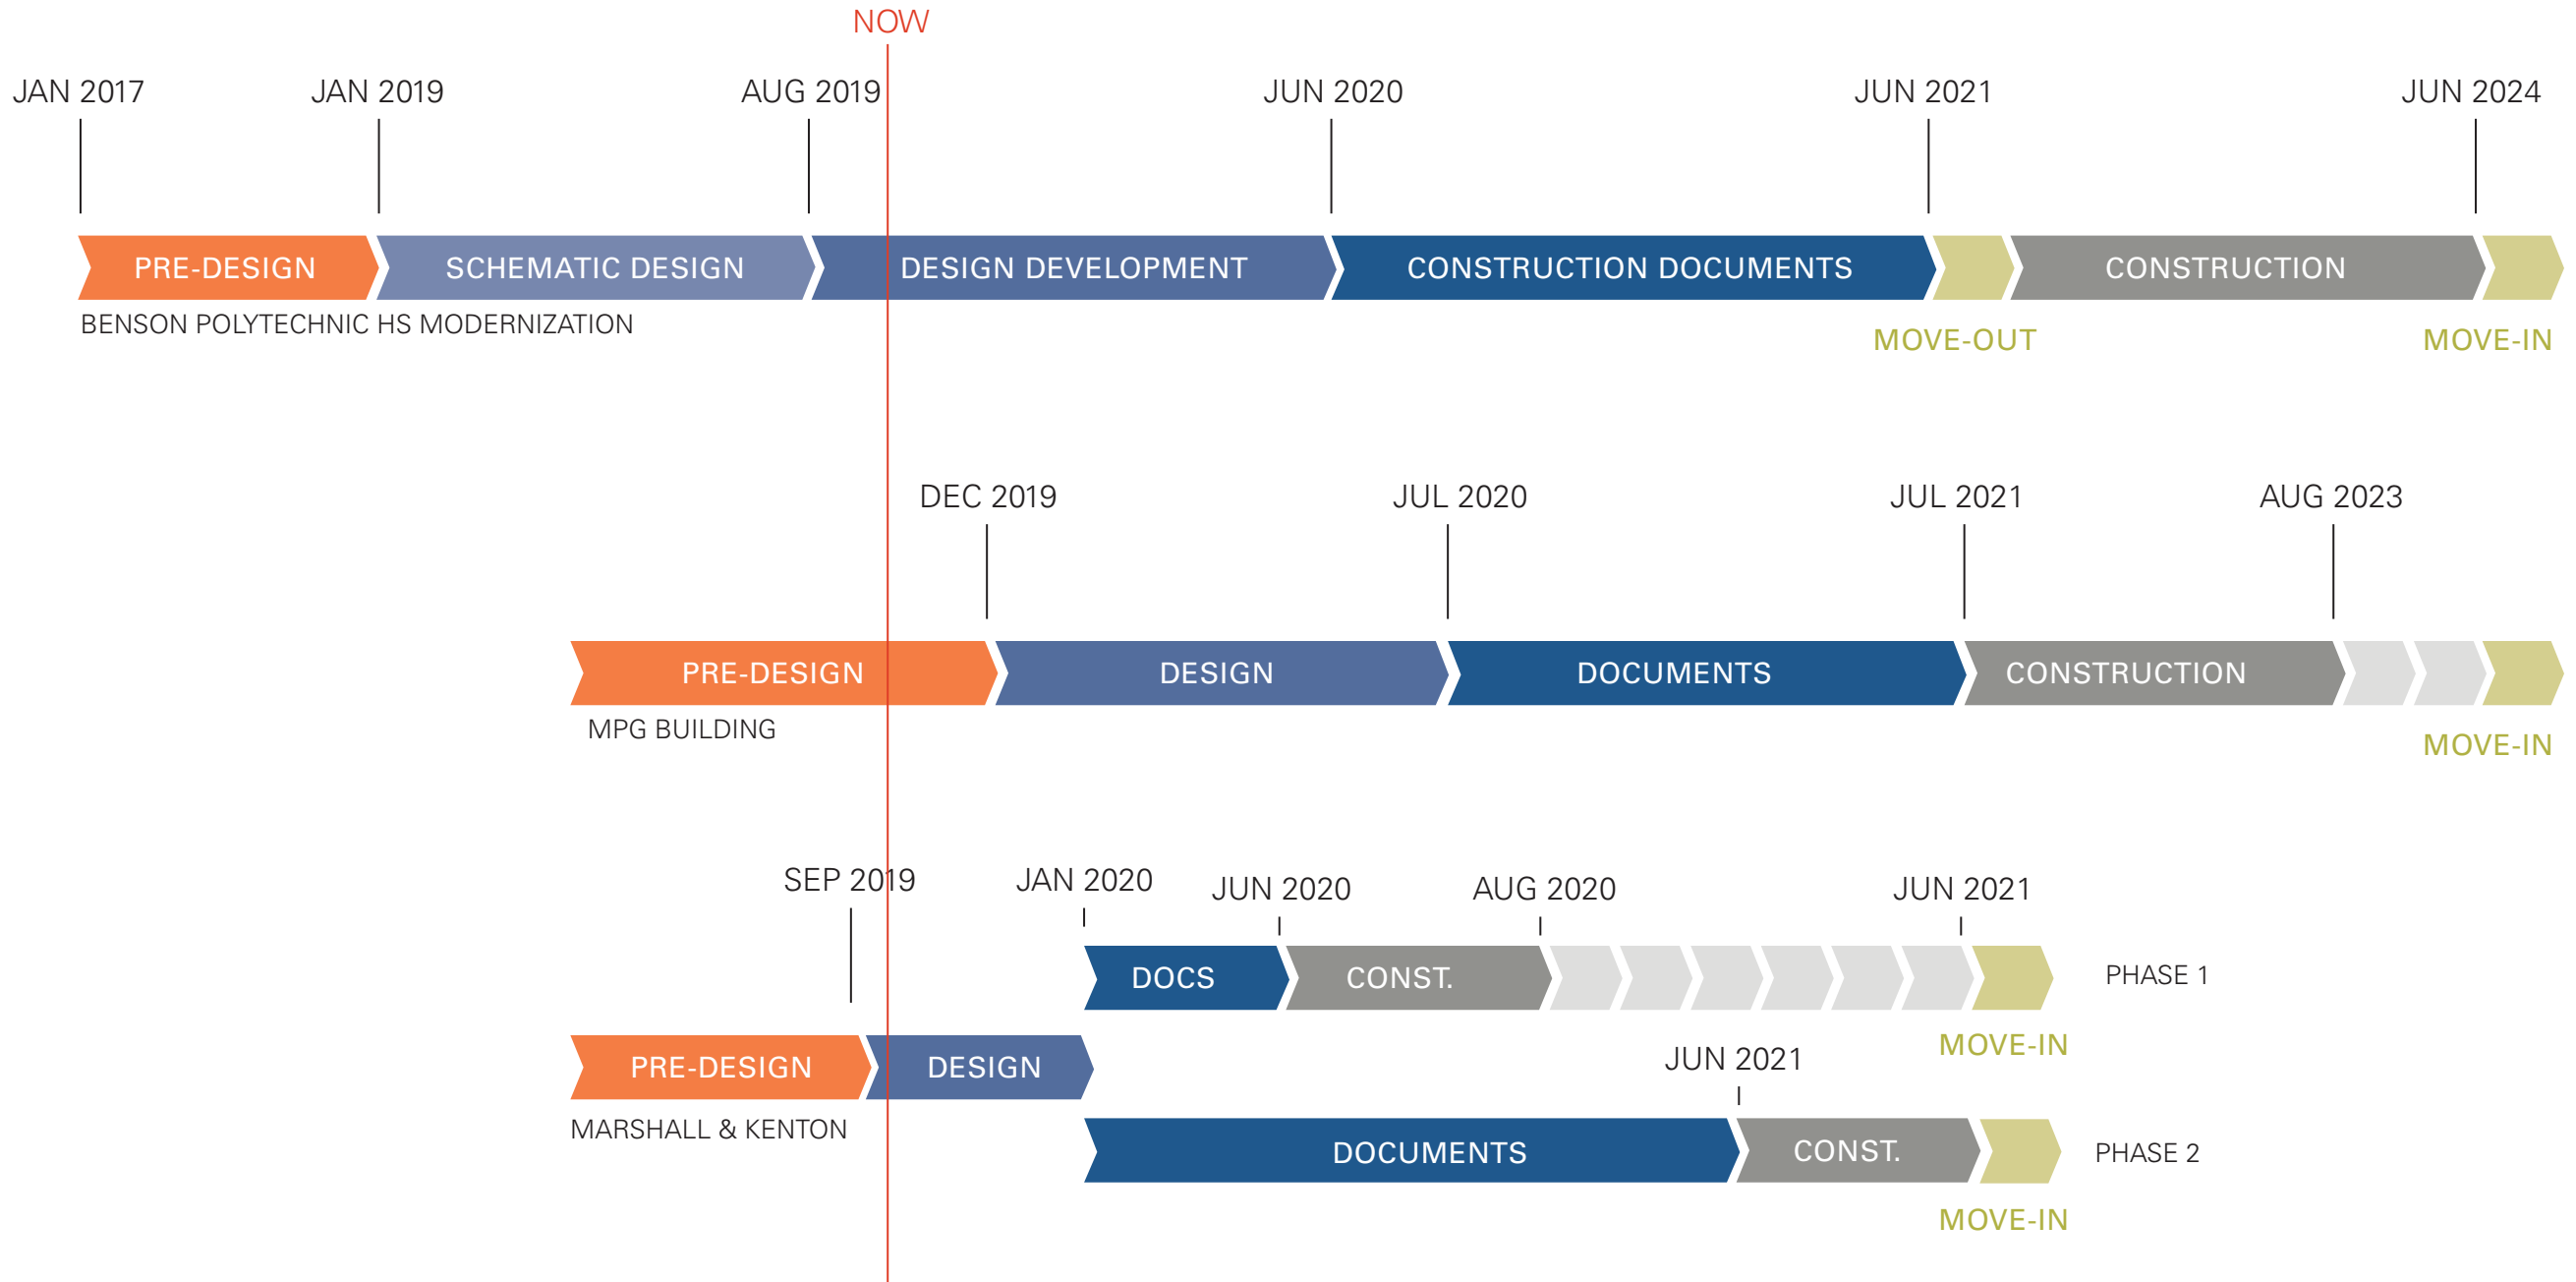 NOW
JAN 2017 JAN 2019 AUG 2019 JUN 2020 JUN 2021 JUN 2024
PRE-DESIGN SCHEMATIC DESIGN DESIGN DEVELOPMENT CONSTRUCTION DOCUMENTS CONSTRUCTION
BENSON POLYTECHNIC HS MODERNIZATION
MOVE-OUT MOVE-IN
DEC 2019 JUL 2020 JUL 2021 AUG 2023
PRE-DESIGN DESIGN DOCUMENTS CONSTRUCTION
MPG BUILDING
MOVE-IN
SEP 2019 JAN 2020 JUN 2020 AUG 2020 JUN 2021
DOCS CONST. PHASE 1
MOVE-IN
JUN 2021
PRE-DESIGN DESIGN
MARSHALL & KENTON
DOCUMENTS CONST. PHASE 2
MOVE-IN